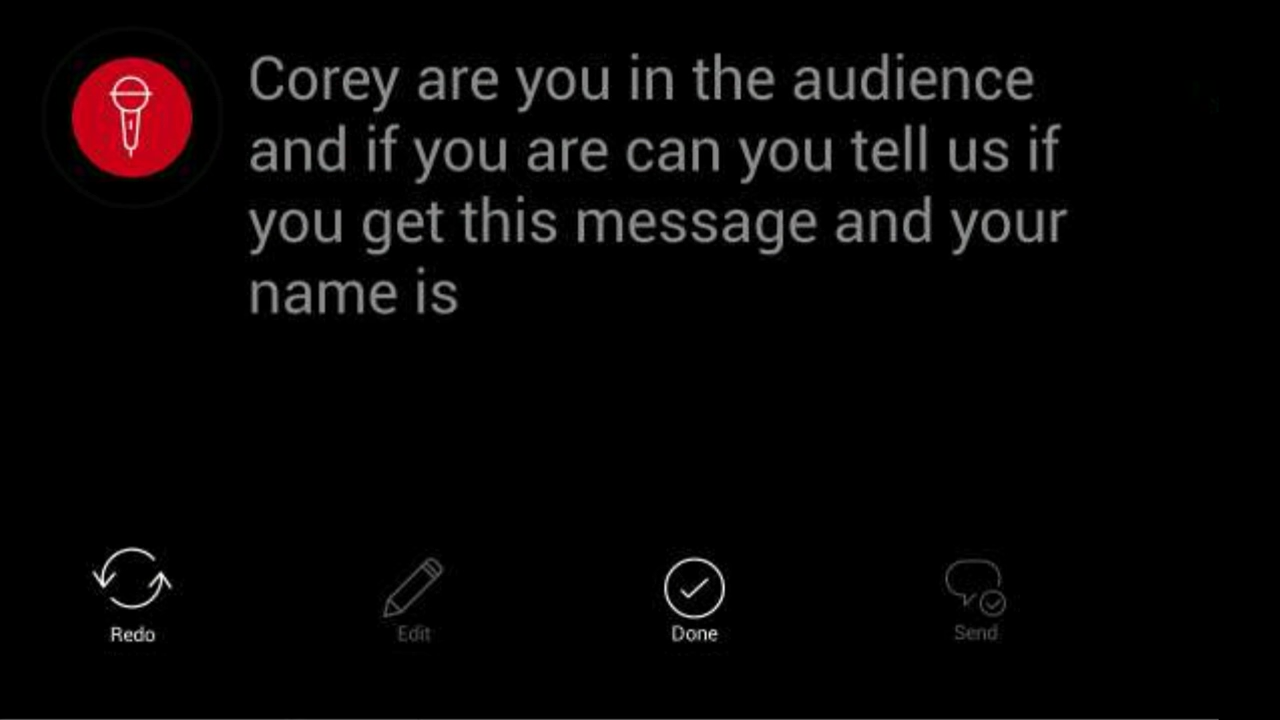 Corey are you in the audience
and if you are can you tell us if
you get this message and your
name is
Redo
Edit
Done
Send